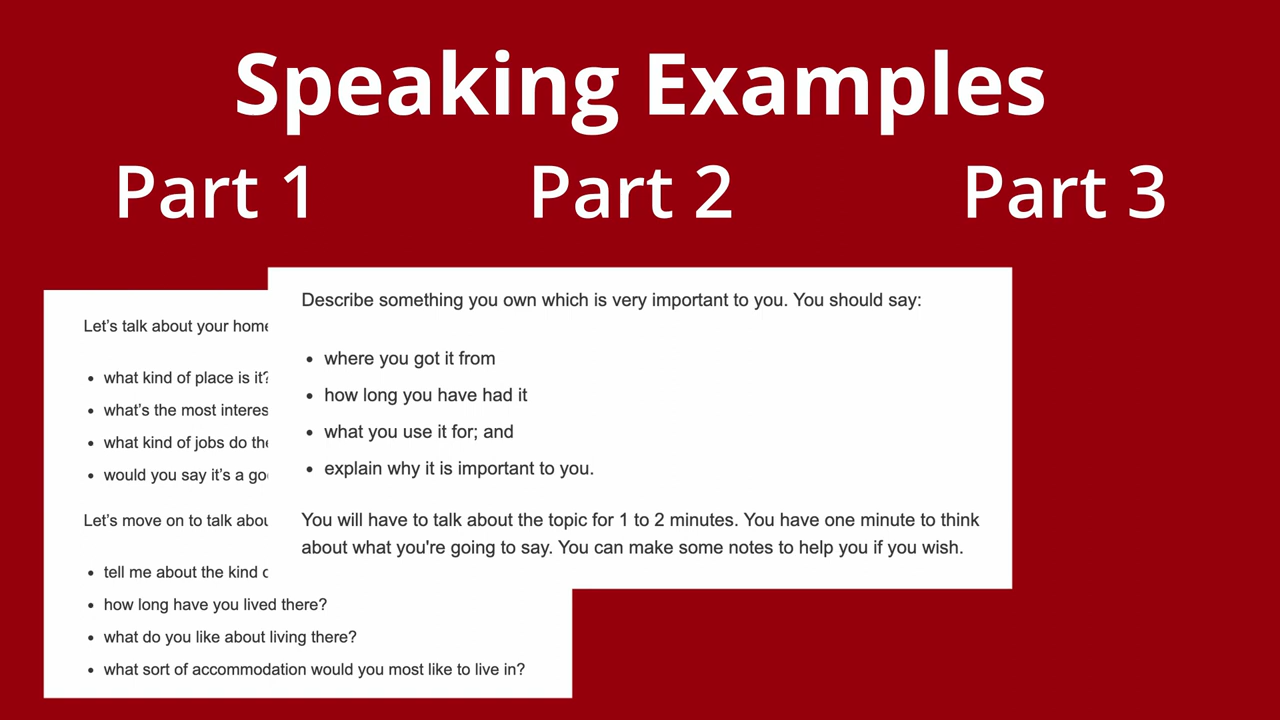 Speaking Examples
Part 1 Part 2 Part 3
Let’s talk about your home
what kind of place is it?
what’s the most
what kind of jobs do
would you say it’s a
Let’s move on to talk
tell me about the kind
how long have you lived there?
what do you like about living there?
what sort of accommodation would you most like to live in?
Describe something you own which is very important to you. You should say:
where you got it from
how long you have had it
what you use it for; and
explain why it is important to you.
You will have to talk about the topic for 1 to 2 minutes. You have one minute to think
about what you're going to say. You can make some notes to help you if you wish.